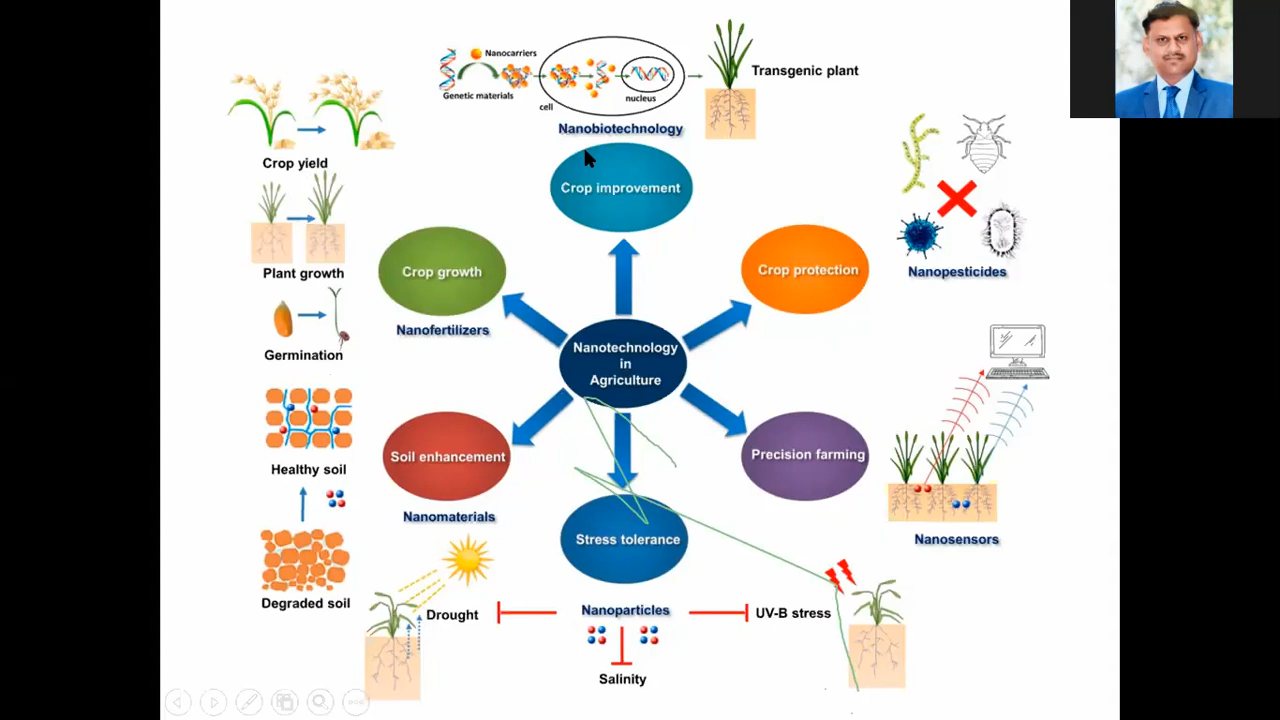 Nanocarriers
Genetic materials
cell
nucleus
Transgenic plant
Nanobiotechnology
Crop improvement
Crop yield
Plant growth
Germination
Crop growth
Nanofertilizers
Crop protection
Nanopesticides
Nanotechnology
in
Agriculture
Healthy soil
Degraded soil
Soil enhancement
Nanomaterials
Precision farming
Nanosensors
Stress tolerance
Drought
Nanoparticles
UV-B stress
Salinity